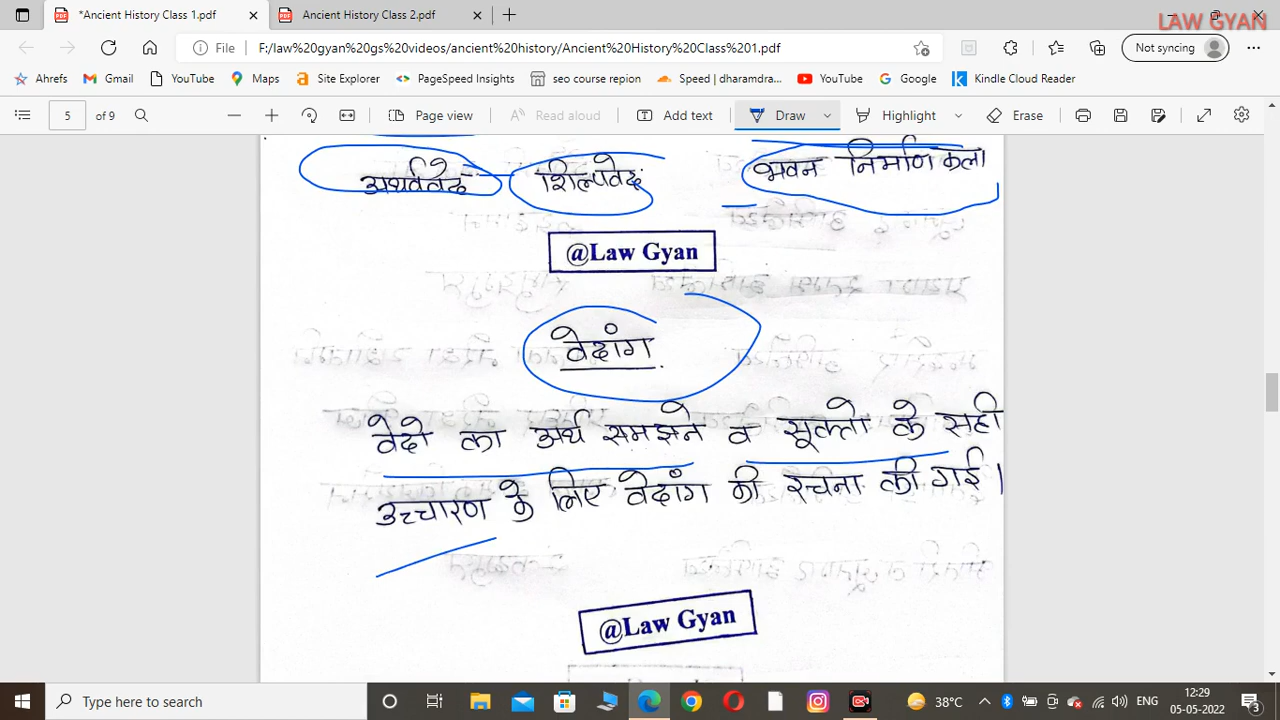 *Ancient History Class 1.pdf
Ancient History Class 2.pdf
LAW GYAN
File
F:/law%20gyan%20gs%20videos/ancient%20history/Ancient%20History%20Class%201.pdf
Not syncing
Ahrefs
Gmail
YouTube
Maps
Site Explorer
PageSpeed Insights
seo course repion
Speed | dharamdra...
YouTube
Google
Kindle Cloud Reader
5 of 9
Page view
Read aloud
Add text
Draw
Highlight
Erase
अथर्ववेद शिल्पवेद भवन निर्माण कला
@Law Gyan
वेदांग
वेदो का अर्थ समझने व सूक्तो के सही
उच्चारण के लिए वेदांग की रचना की गई।
@Law Gyan
Type here to search
38°C
ENG
12:29
05-05-2022
3